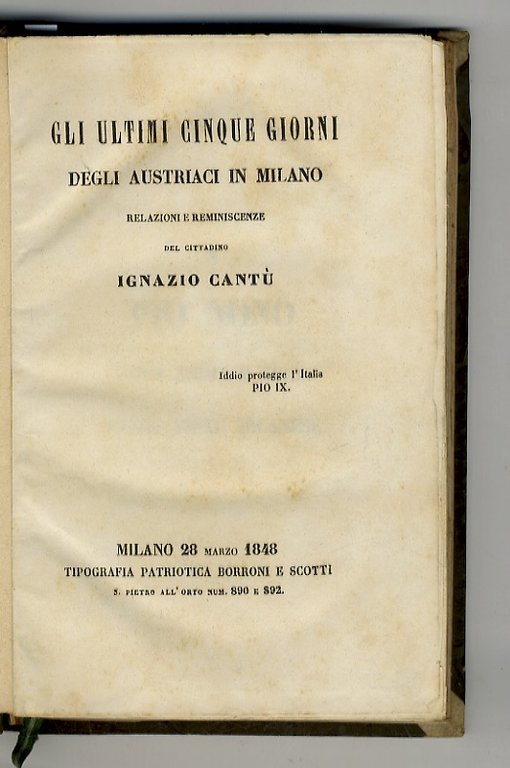 GLI ULTIMI CINQUE GIORNI
DEGLI AUSTRIACI IN MILANO
RELAZIONI E REMINISCENZE
DEL CITTADINO
IGNAZIO CANTÙ
Iddio protegge l'Italia
PIO IX.
MILANO 28 MARZO 1848
TIPOGRAFIA PATRIOTICA BORRONI E SCOTTI
S. PIETRO ALL'ORTO NUM. 890 E 892.